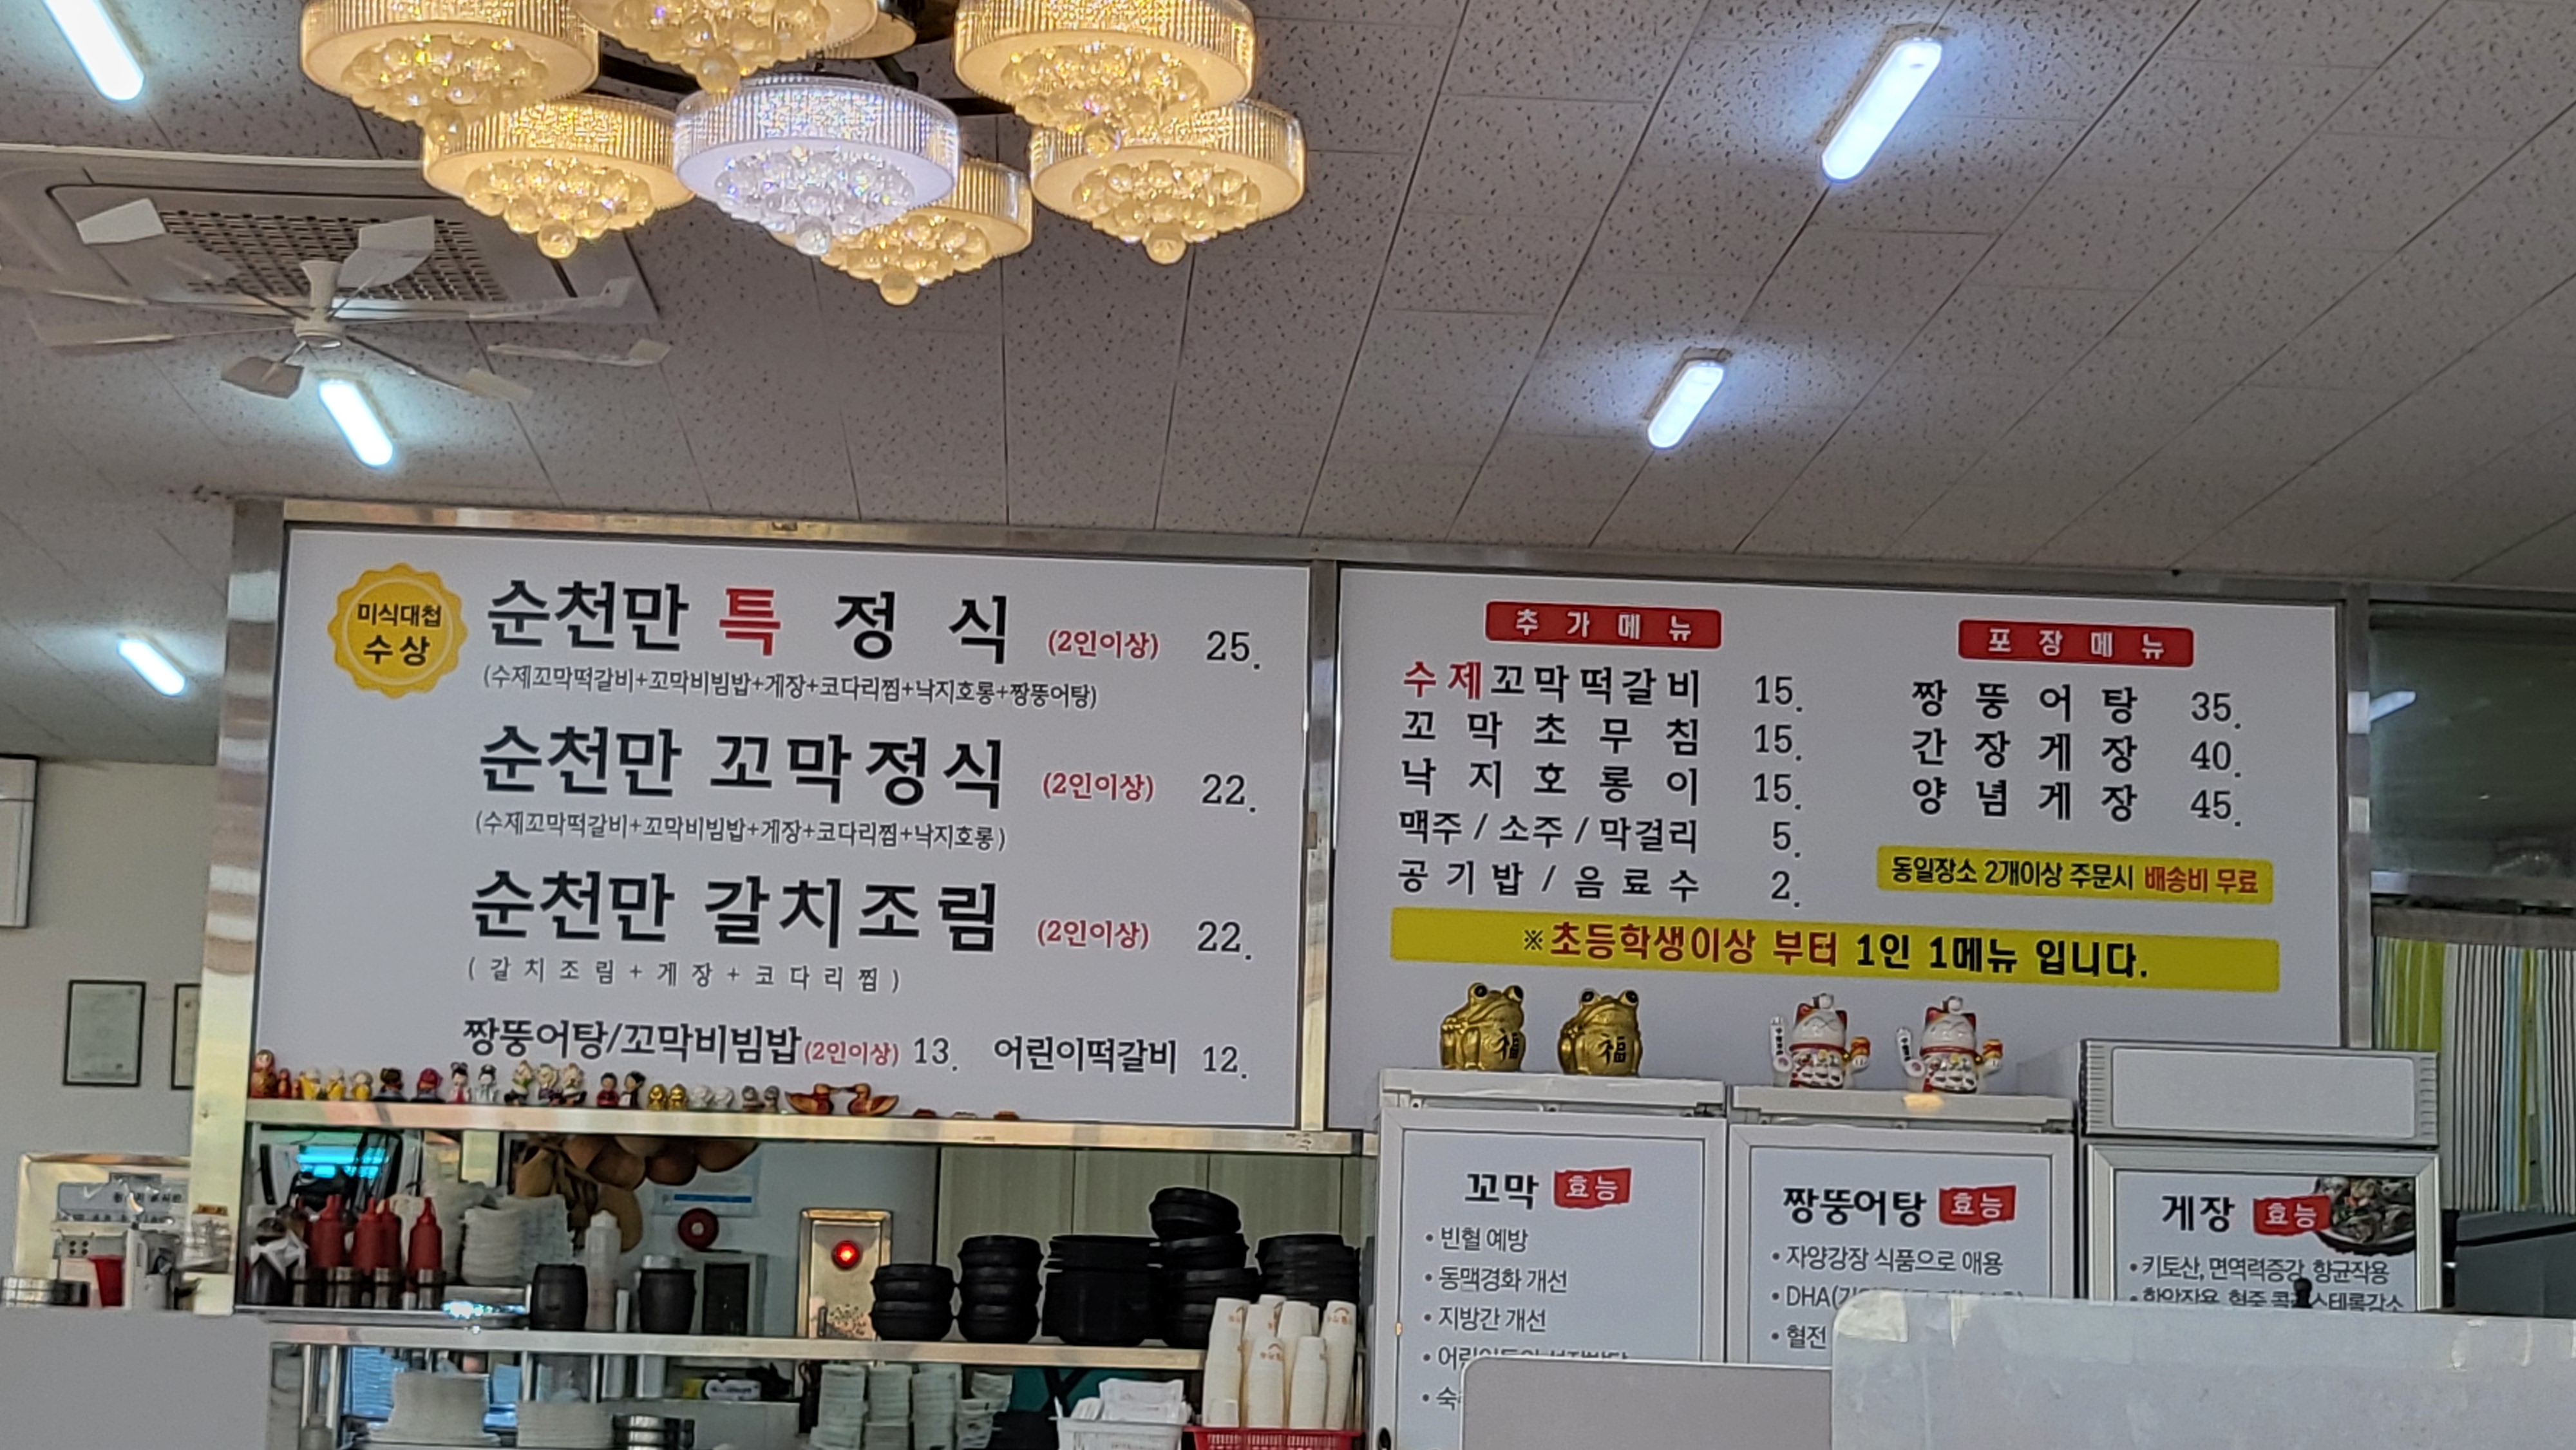 미식대첩
수상
순천만 특 정 식 (2인이상) 25.
(수제꼬막떡갈비+꼬막비빔밥+게장+코다리찜+낙지호롱+짱뚱어탕)
순천만 꼬막정식 (2인이상) 22.
(수제꼬막떡갈비+꼬막비빔밥+게장+코다리찜+낙지호롱)
순천만 갈치조림 (2인이상) 22.
(갈치조림+게장+코다리찜)
짱뚱어탕/꼬막비빔밥(2인이상) 13. 어린이떡갈비 12.
추가메뉴
수제꼬막떡갈비 15.
꼬막초무침 15.
낙지호롱이 15.
맥주/소주/막걸리 5.
공기밥/음료수 2.
포장메뉴
짱뚱어탕 35.
간장게장 40.
양념게장 45.
동일장소 2개이상 주문시 배송비 무료
※초등학생이상 부터 1인 1메뉴 입니다.
福
福
꼬막 효능
• 빈혈 예방
• 동맥경화 개선
• 지방간 개선
짱뚱어탕 효능
• 자양강장 식품으로 애용
• DHA
• 혈전
게장 효능
• 키토산, 면역력증강, 향균작용